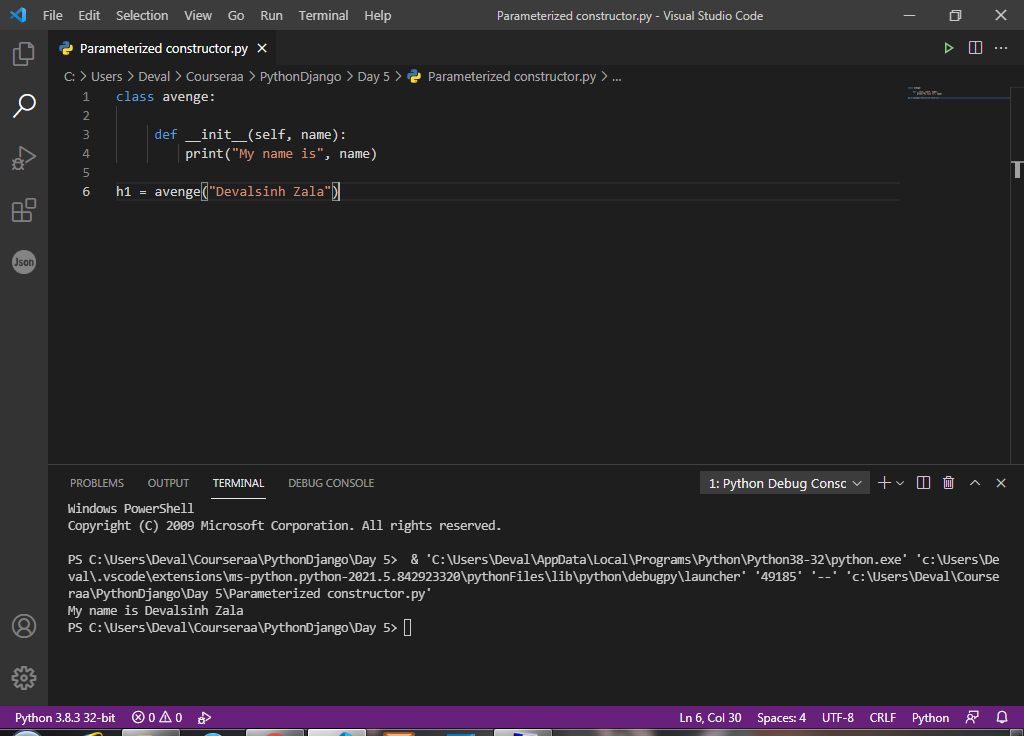 File Edit Selection View Go Run Terminal Help Parameterized constructor.py - Visual Studio Code
Parameterized constructor.py
C: > Users > Deval > Courseraa > PythonDjango > Day 5 > Parameterized constructor.py > ...
1 class avenge:
2
3 def __init__(self, name):
4 print("My name is", name)
5
6 h1 = avenge("Devalsinh Zala")
Json
PROBLEMS OUTPUT TERMINAL DEBUG CONSOLE 1: Python Debug Consc
Windows PowerShell
Copyright (C) 2009 Microsoft Corporation. All rights reserved.
PS C:\Users\Deval\Courseraa\PythonDjango\Day 5>  & 'C:\Users\Deval\AppData\Local\Programs\Python\Python38-32\python.exe' 'c:\Users\De
val\.vscode\extensions\ms-python.python-2021.5.842923320\pythonFiles\lib\python\debugpy\launcher' '49185' '--' 'c:\Users\Deval\Course
raa\PythonDjango\Day 5\Parameterized constructor.py'
My name is Devalsinh Zala
PS C:\Users\Deval\Courseraa\PythonDjango\Day 5>
Python 3.8.3 32-bit 0 0 Ln 6, Col 30 Spaces: 4 UTF-8 CRLF Python